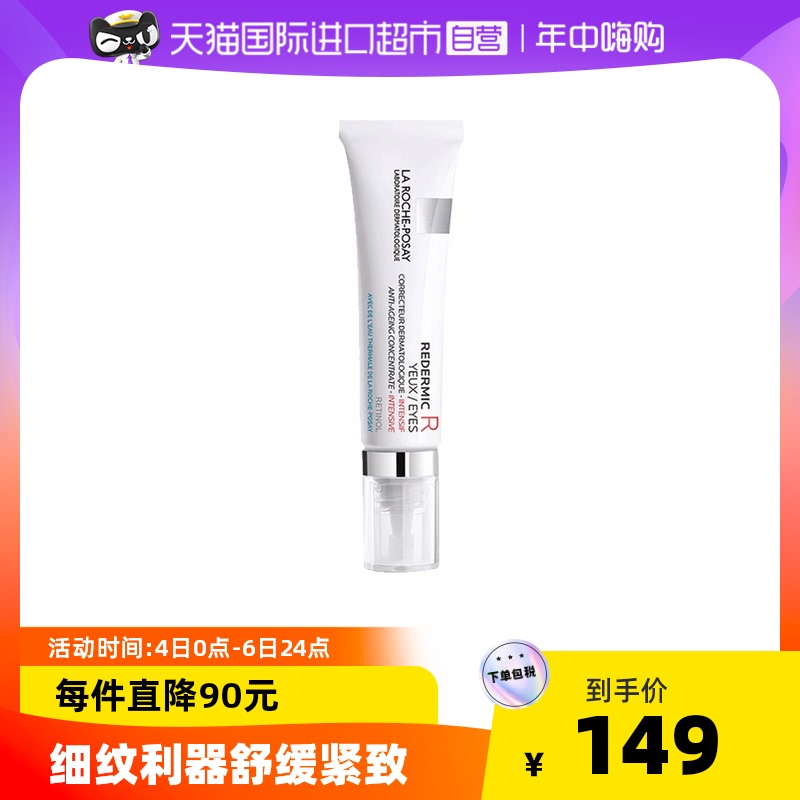 天猫国际进口超市自营 年中嗨购
LA ROCHE-POSAY
LABORATOIRE DERMATOLOGIQUE
REDERMIC R
YEUX / EYES
CORRECTEUR DERMATOLOGIQUE - INTENSIF
ANTI-AGEING CONCENTRATE - INTENSIVE
RETINOL
AVEC DE L'EAU THERMALE DE LA ROCHE-POSAY
活动时间:4日0点-6日24点
每件直降90元
细纹利器舒缓紧致
下单包税
到手价
¥ 149